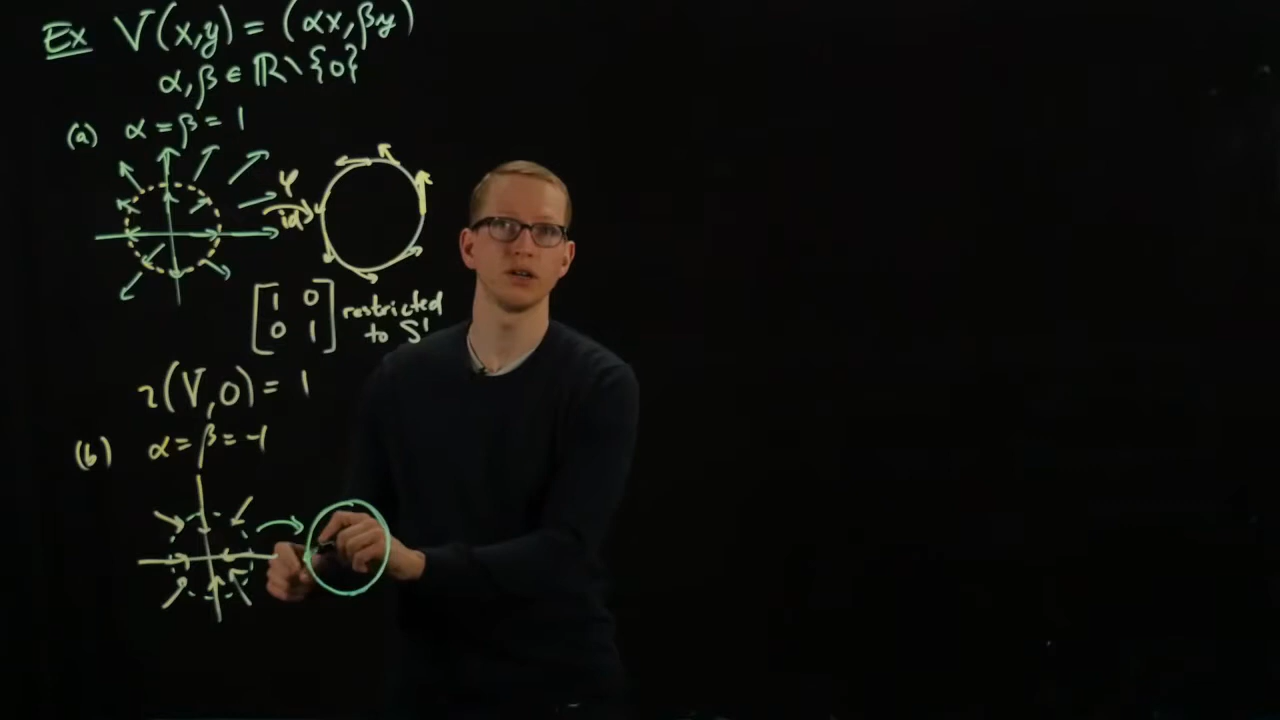 Ex V(x,y) = (αx, βy)
α, β ∈ ℝ \ {0}
(a) α = β = 1
φ
id
[1 0
0 1] restricted
to S¹
ı(V, 0) = 1
(b) α = β = -1